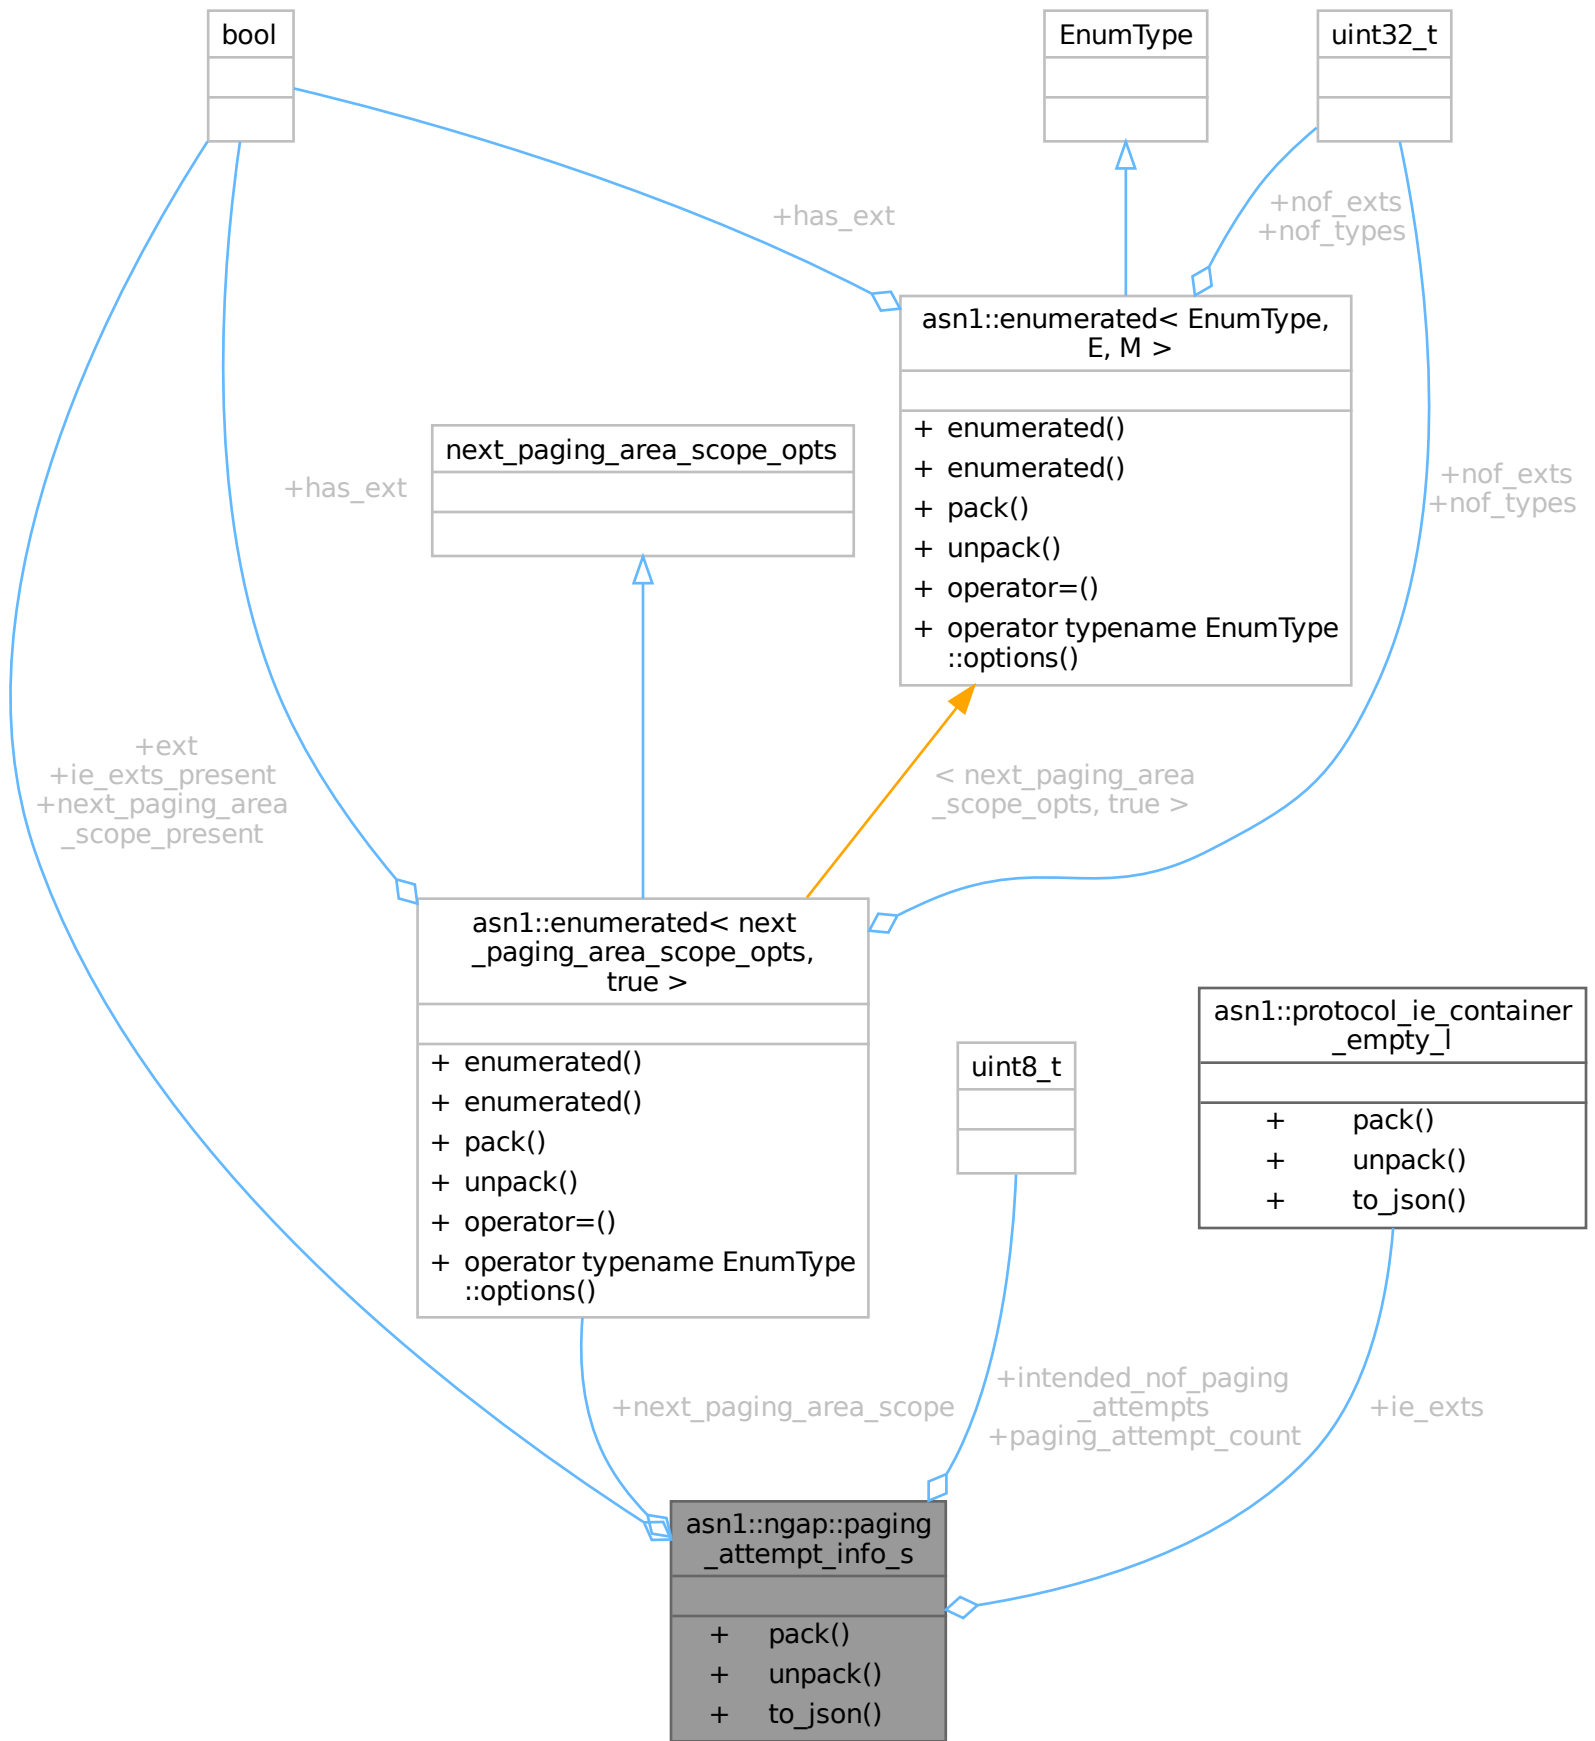 bool
EnumType
uint32_t
+has_ext
+nof_exts
+nof_types
asn1::enumerated< EnumType,
E, M >
+ enumerated()
+ enumerated()
+ pack()
+ unpack()
+ operator=()
+ operator typename EnumType
::options()
next_paging_area_scope_opts
+has_ext
+nof_exts
+nof_types
+ext
+ie_exts_present
+next_paging_area
_scope_present
< next_paging_area
_scope_opts, true >
asn1::enumerated< next
_paging_area_scope_opts,
true >
+ enumerated()
+ enumerated()
+ pack()
+ unpack()
+ operator=()
+ operator typename EnumType
::options()
uint8_t
asn1::protocol_ie_container
_empty_l
+ pack()
+ unpack()
+ to_json()
+next_paging_area_scope
+intended_nof_paging
_attempts
+paging_attempt_count
+ie_exts
asn1::ngap::paging
_attempt_info_s
+ pack()
+ unpack()
+ to_json()